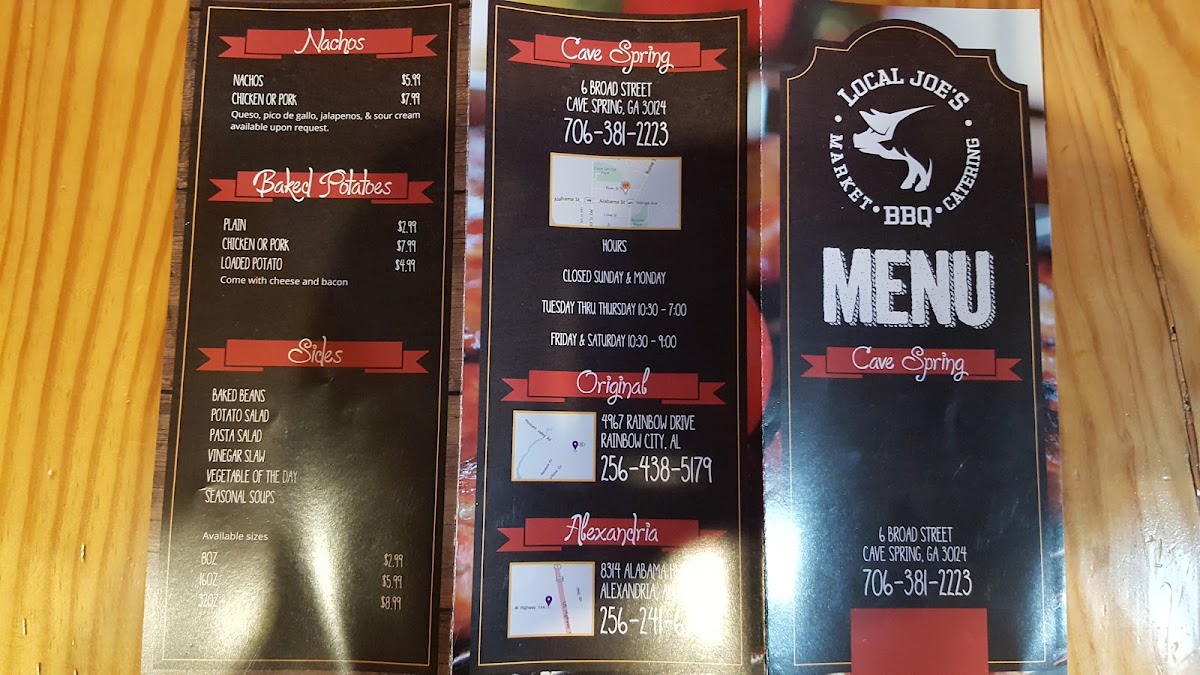 Nachos
NACHOS $5.99
CHICKEN OR PORK $7.99
Queso, pico de gallo, jalapenos, & sour cream
available upon request.
Baked Potatoes
PLAIN $2.99
CHICKEN OR PORK $7.99
LOADED POTATO $4.99
Come with cheese and bacon
Sides
BAKED BEANS
POTATO SALAD
PASTA SALAD
VINEGAR SLAW
VEGETABLE OF THE DAY
SEASONAL SOUPS
Available sizes
8OZ $2.99
16OZ $5.99
32OZ $8.99
Cave Spring
6 BROAD STREET
CAVE SPRING, GA 30124
706-381-2223
Alabama St
Alabama St
HOURS
CLOSED SUNDAY & MONDAY
TUESDAY THRU THURSDAY 10:30 - 7:00
FRIDAY & SATURDAY 10:30 - 9:00
Original
4967 RAINBOW DRIVE
RAINBOW CITY, AL
256-438-5179
Alexandria
8314 ALABAMA
ALEXANDRIA,
256-241-
LOCAL JOE'S
MARKET • BBQ • CATERING
MENU
Cave Spring
6 BROAD STREET
CAVE SPRING, GA 30124
706-381-2223